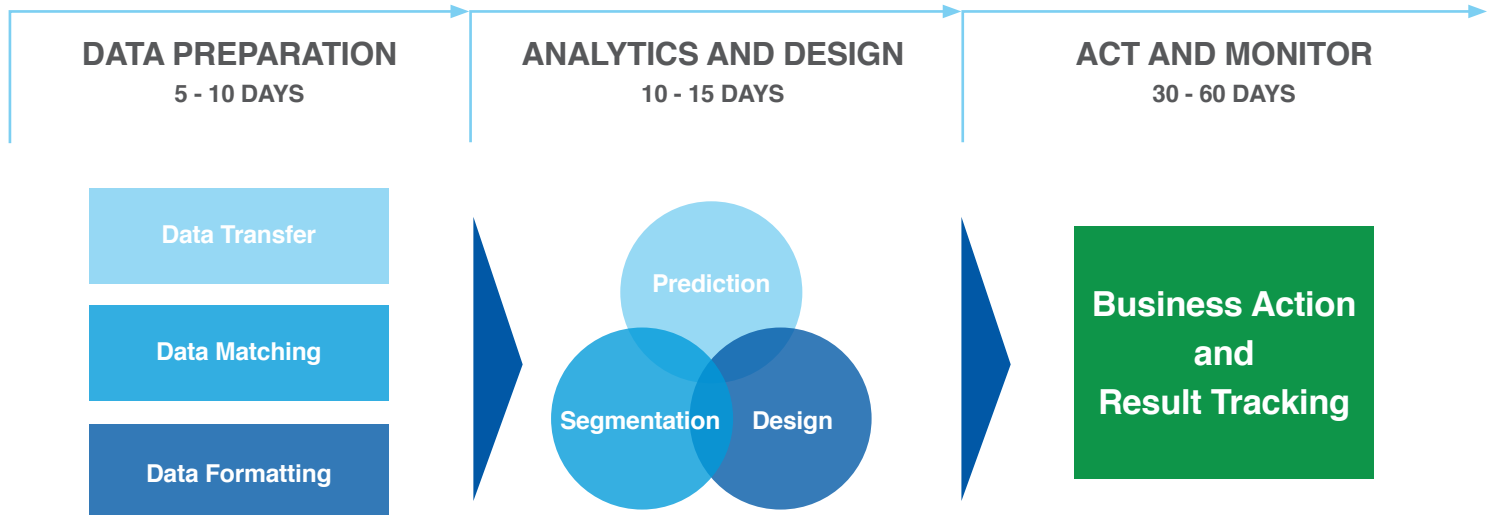 DATA PREPARATION
5 - 10 DAYS
Data Transfer
Data Matching
Data Formatting
ANALYTICS AND DESIGN
10 - 15 DAYS
Prediction
Segmentation
Design
ACT AND MONITOR
30 - 60 DAYS
Business Action
and
Result Tracking